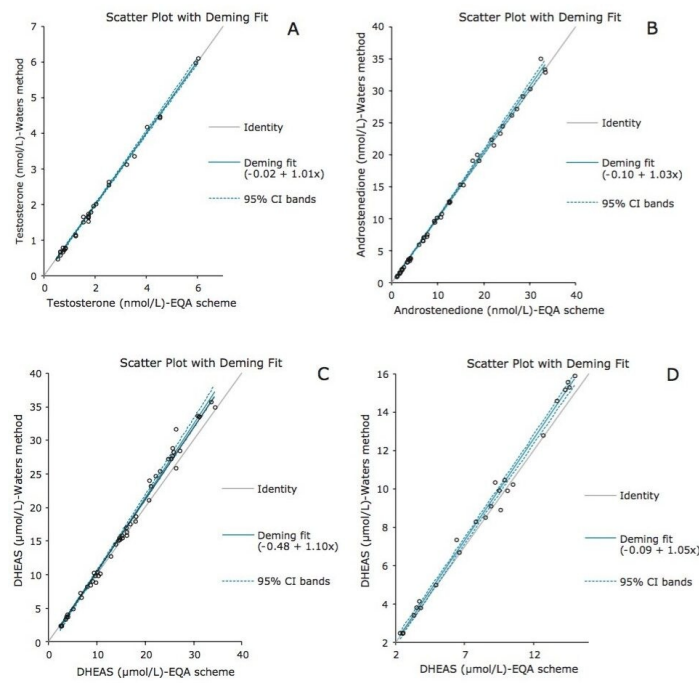 Scatter Plot with Deming Fit
A
7
6
5
4
3
2
1
0
0
2
4
6
Testosterone (nmol/L)-Waters method
Testosterone (nmol/L)-EQA scheme
Identity
Deming fit
(-0.02 + 1.01x)
95% CI bands
Scatter Plot with Deming Fit
B
40
35
30
25
20
15
10
5
0
0
10
20
30
40
Androstenedione (nmol/L)-Waters method
Androstenedione (nmol/L)-EQA scheme
Identity
Deming fit
(-0.10 + 1.03x)
95% CI bands
Scatter Plot with Deming Fit
C
40
35
30
25
20
15
10
5
0
0
10
20
30
40
DHEAS (µmol/L)-Waters method
DHEAS (µmol/L)-EQA scheme
Identity
Deming fit
(-0.48 + 1.10x)
95% CI bands
Scatter Plot with Deming Fit
D
16
14
12
10
8
6
4
2
2
7
12
DHEAS (µmol/L)-Waters method
DHEAS (µmol/L)-EQA scheme
Identity
Deming fit
(-0.09 + 1.05x)
95% CI bands